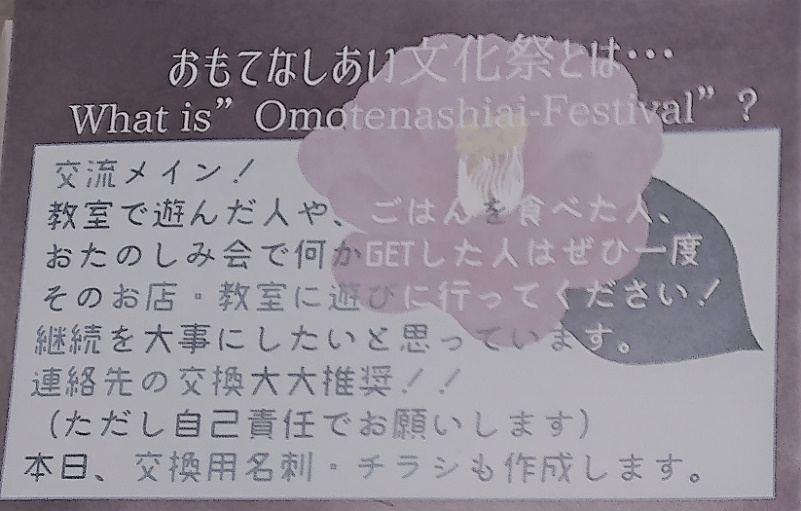 おもてなしあい文化祭とは…
What is” Omotenashiai-Festival” ?
交流メイン！
教室で遊んだ人や、ごはんを食べた人、
おたのしみ会で何かGETした人はぜひ一度
そのお店・教室に遊びに行ってください！
継続を大事にしたいと思っています。
連絡先の交換大大推奨！！
（ただし自己責任でお願いします）
本日、交換用名刺・チラシも作成します。